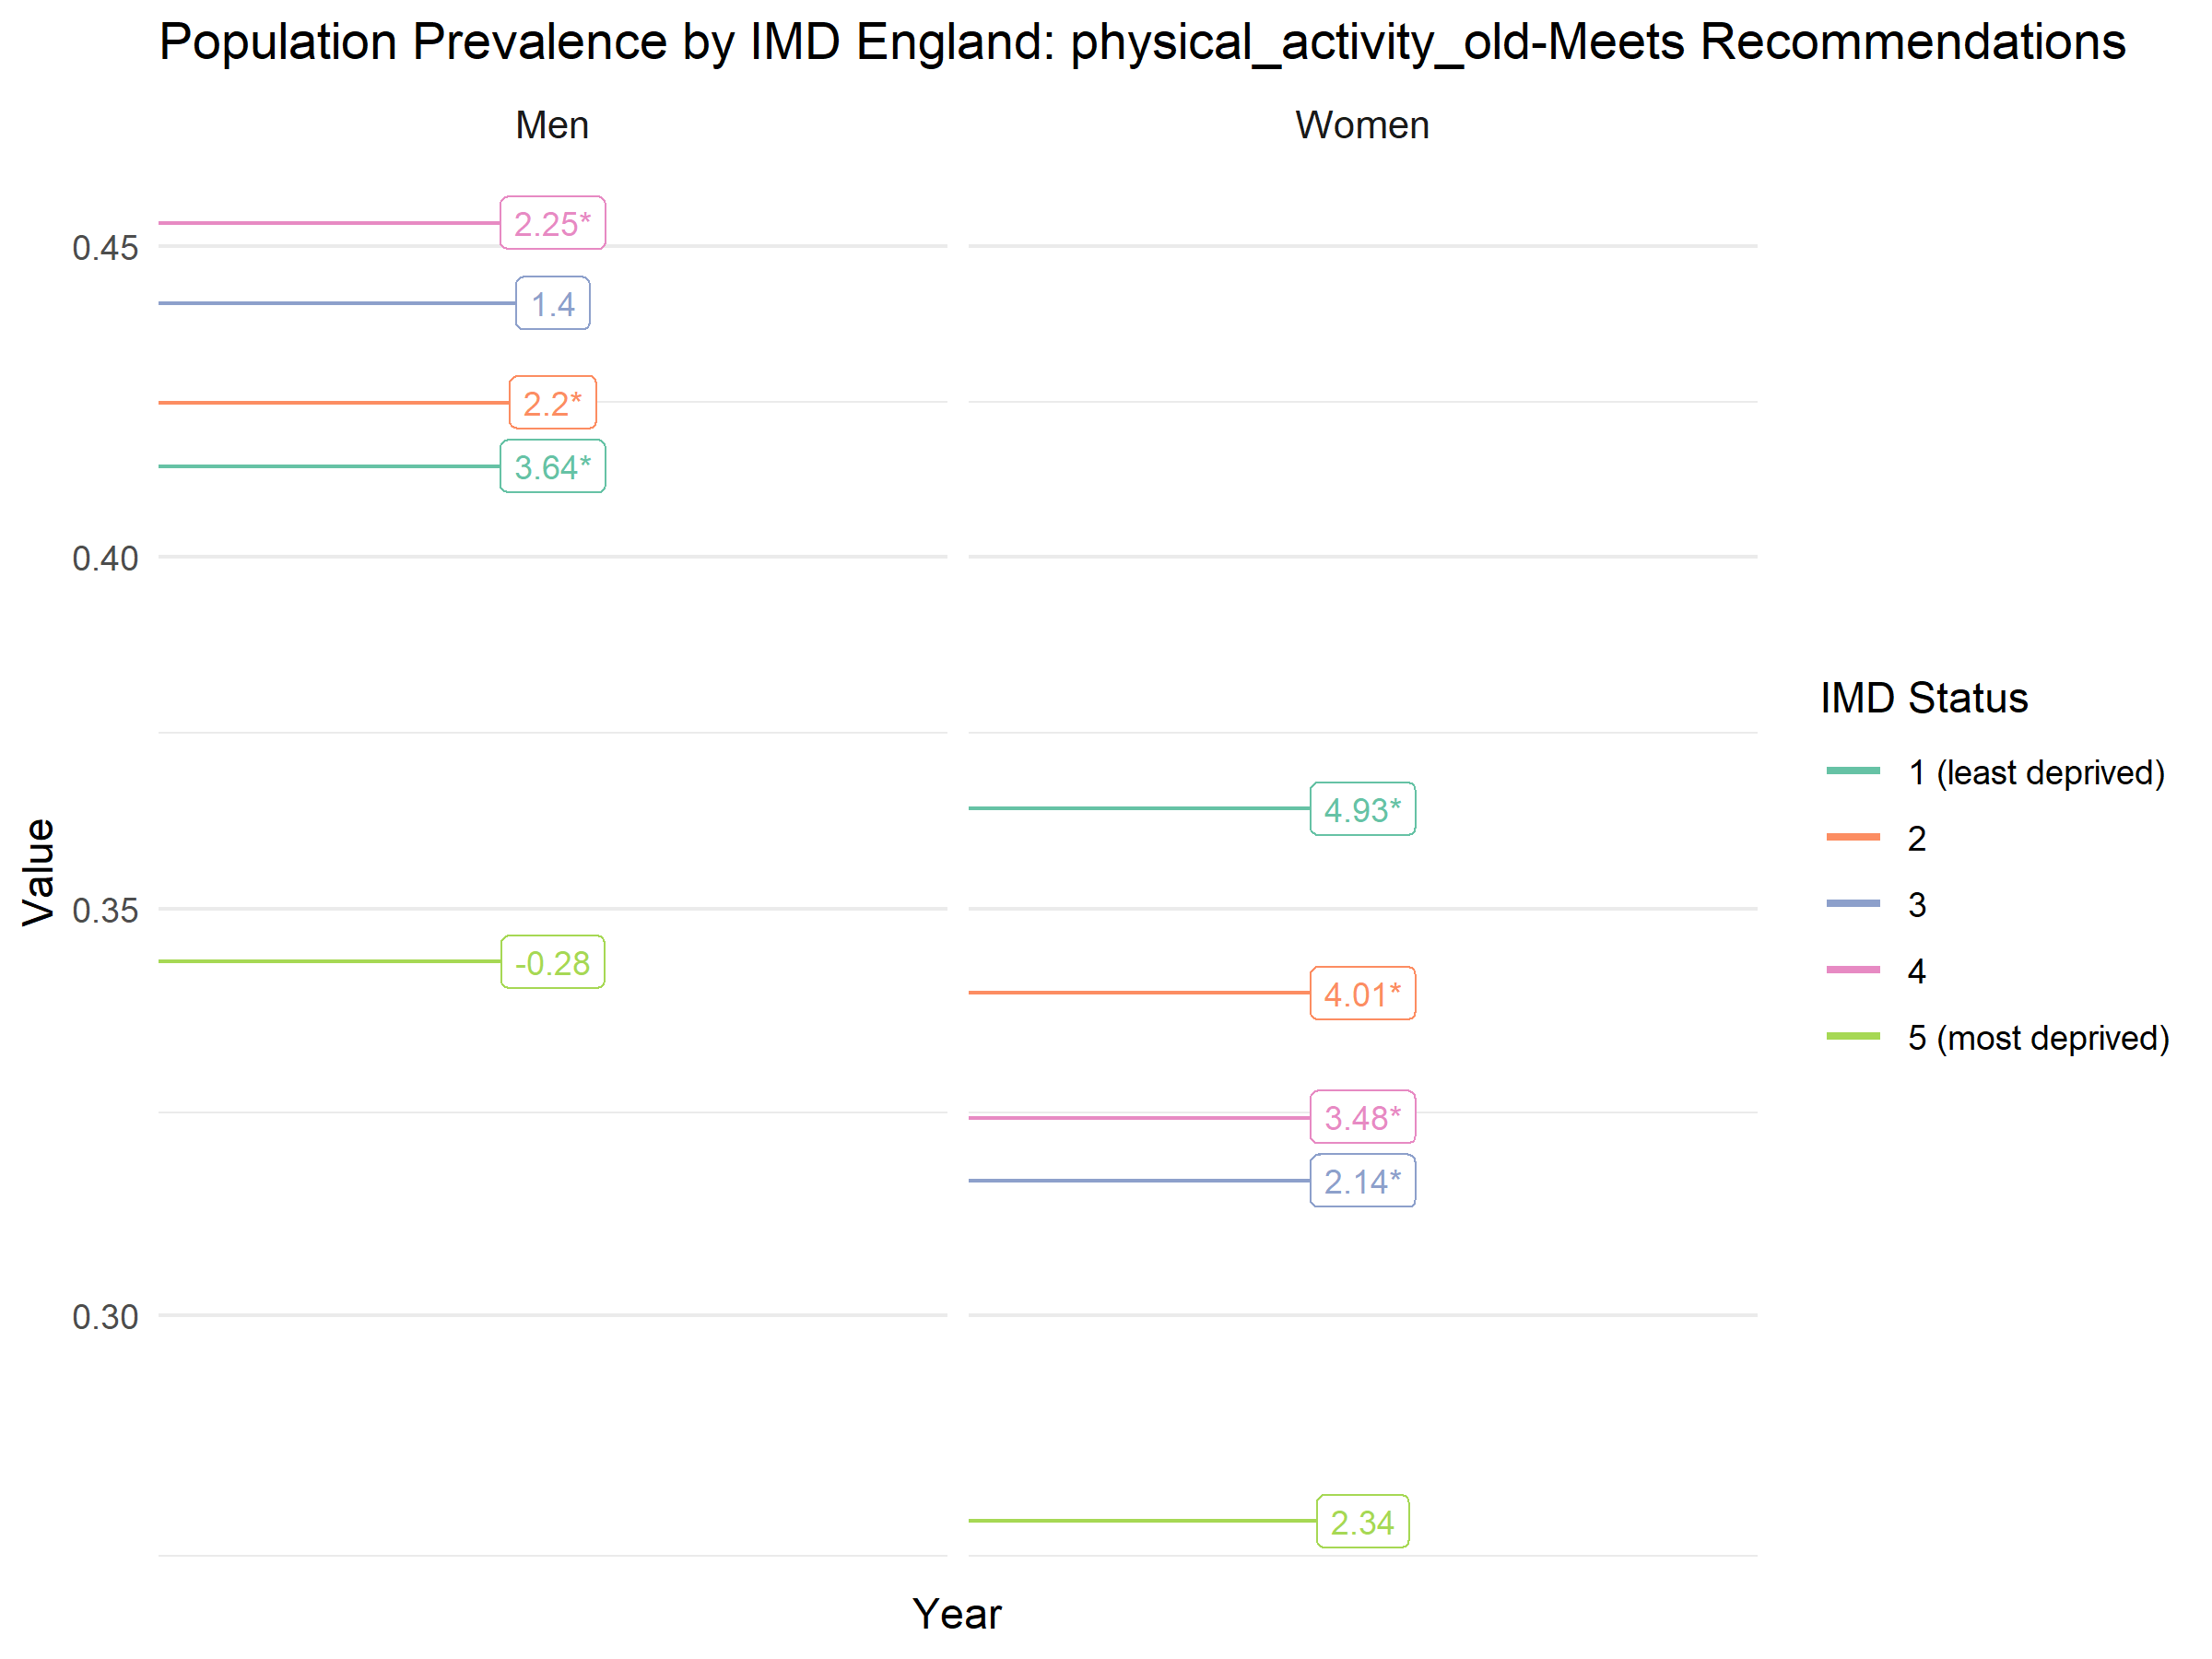 Population Prevalence by IMD England: physical_activity_old-Meets Recommendations
Men
Women
0.45
0.40
0.35
0.30
Value
2.25*
1.4
2.2*
3.64*
-0.28
4.93*
4.01*
3.48*
2.14*
2.34
Year
IMD Status
1 (least deprived)
2
3
4
5 (most deprived)